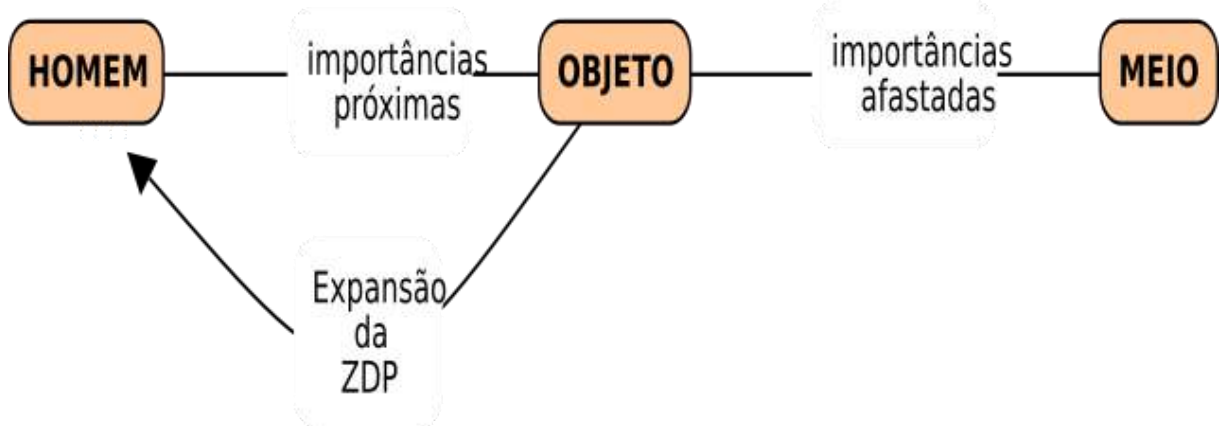 HOMEM
importâncias
próximas
OBJETO
importâncias
afastadas
MEIO
Expansão
da
ZDP